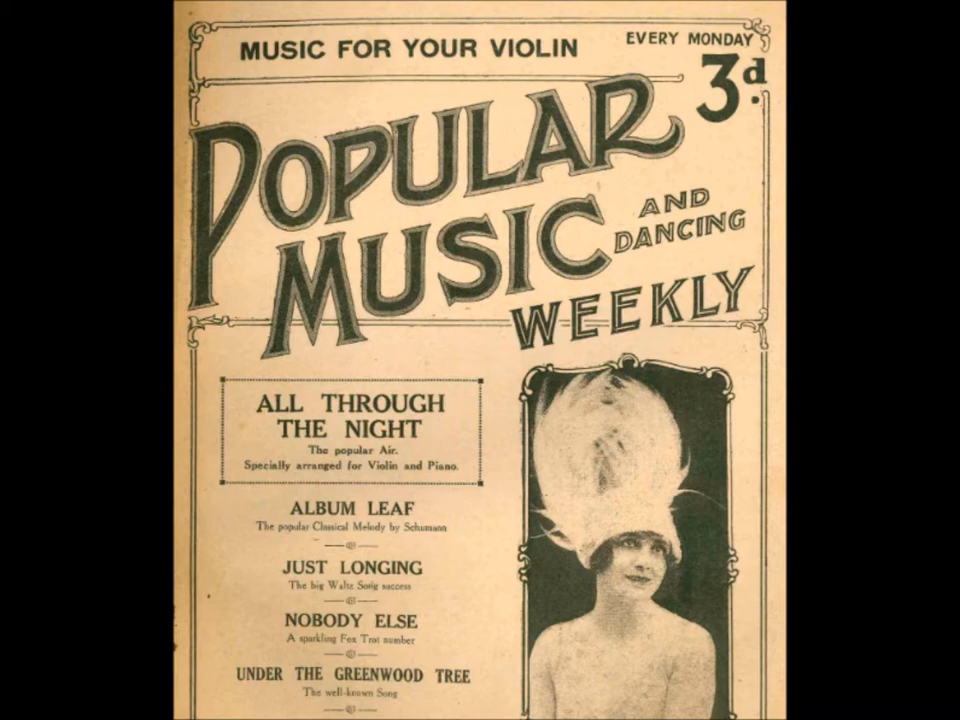 MUSIC FOR YOUR VIOLIN
EVERY MONDAY
3d.
POPULAR
MUSIC
AND
DANCING
WEEKLY
ALL THROUGH
THE NIGHT
The popular Air.
Specially arranged for Violin and Piano.
ALBUM LEAF
The popular Classical Melody by Schumann
JUST LONGING
The big Waltz Song success
NOBODY ELSE
A sparkling Fox Trot number
UNDER THE GREENWOOD TREE
The well-known Song